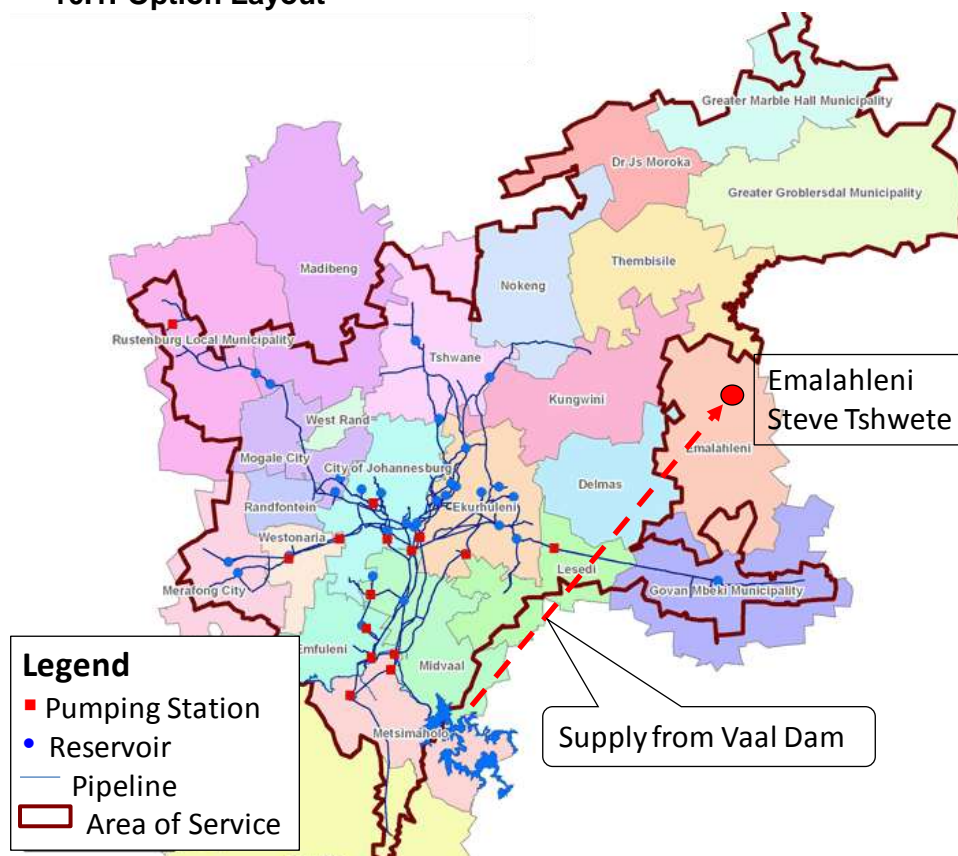 Option Layout
Greater Marble Hall Municipality
Dr.Js Moroka
Greater Groblersdal Municipality
Madibeng
Nokeng
Thembisile
Rustenburg Local Municipality
Tshwane
Kungwini
Emalahleni
Steve Tshwete
West Rand
Mogale City
City of Johannesburg
Emalahleni
Delmas
Randfontein
Ekurhuleni
Westonaria
Lesedi
Merafong City
Govan Mbeki Municipality
Emfuleni
Midvaal
Metsimaholo
Supply from Vaal Dam
Legend
Pumping Station
Reservoir
Pipeline
Area of Service